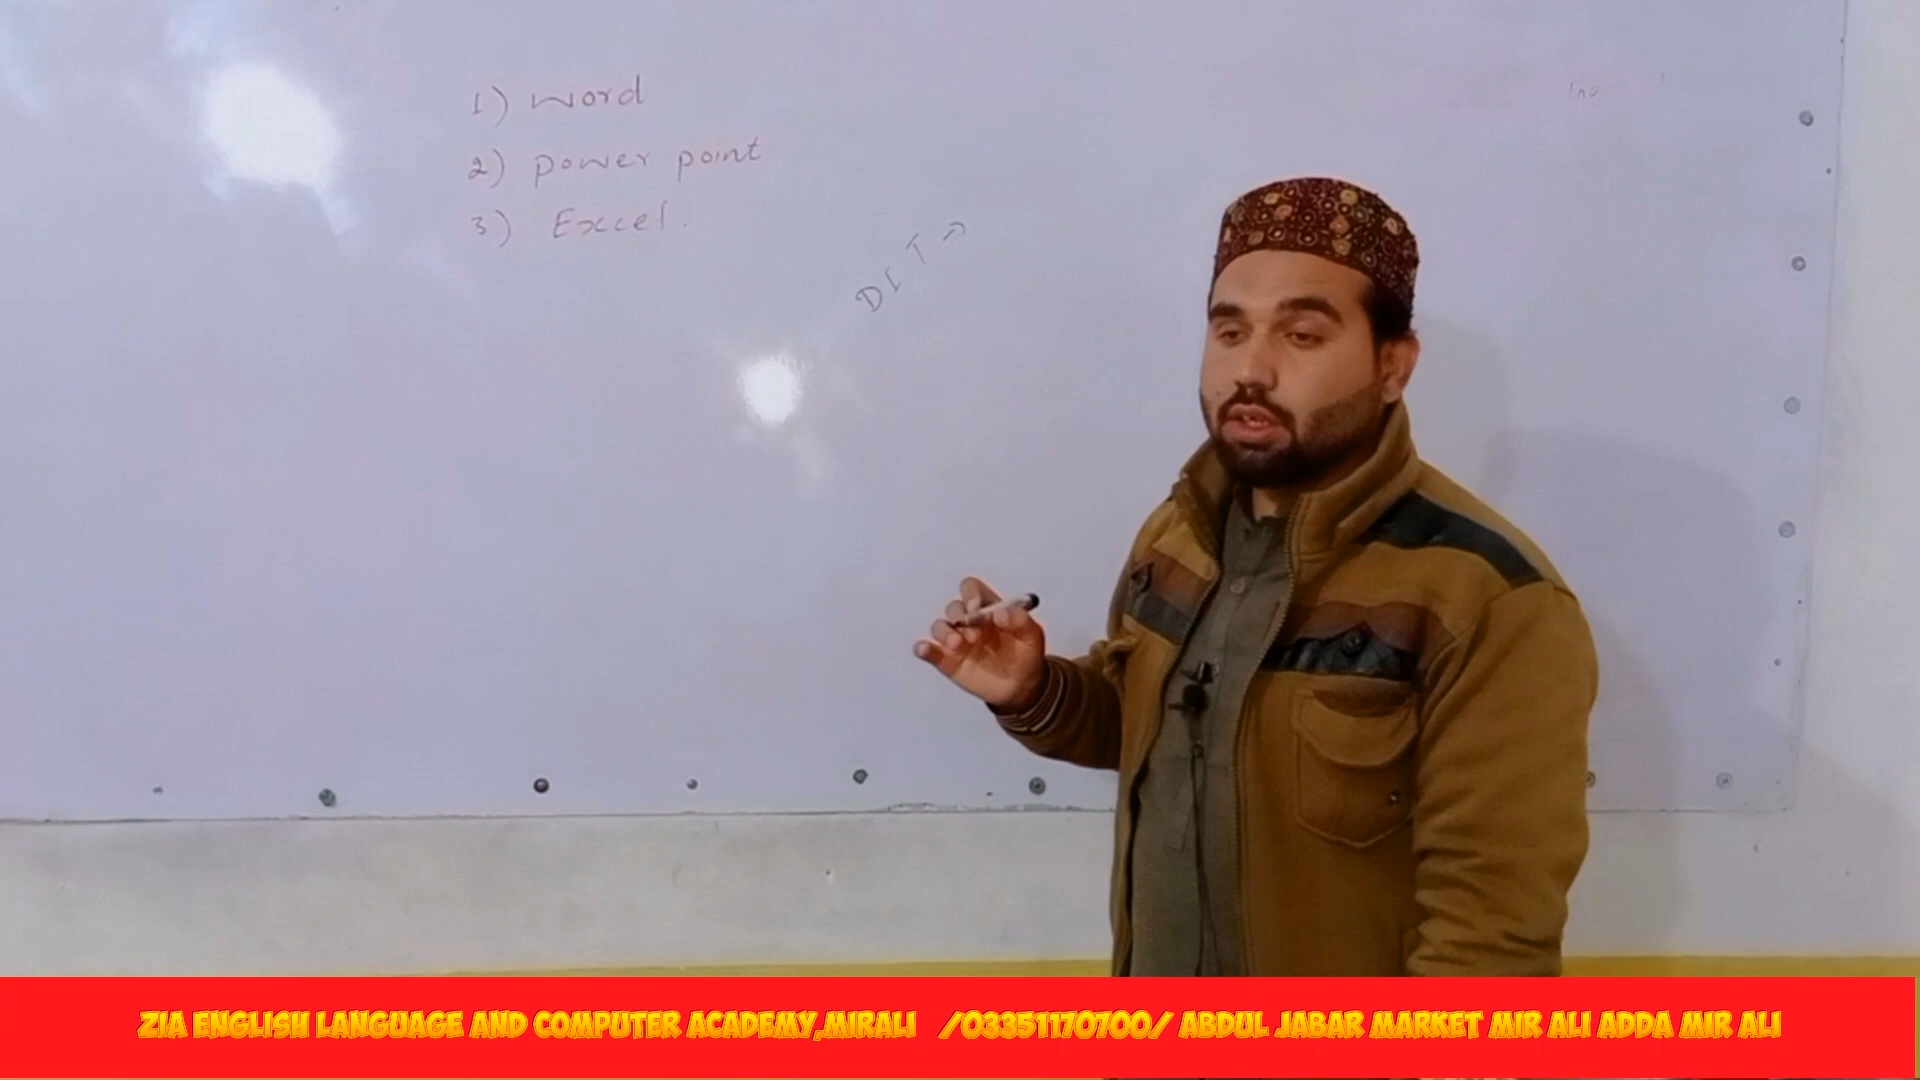 1) word
2) power point
3) Excel.
ZIA ENGLISH LANGUAGE AND COMPUTER ACADEMY,MIRALI /03351170700/ ABDUL JABAR MARKET MIR ALI ADDA MIR ALI